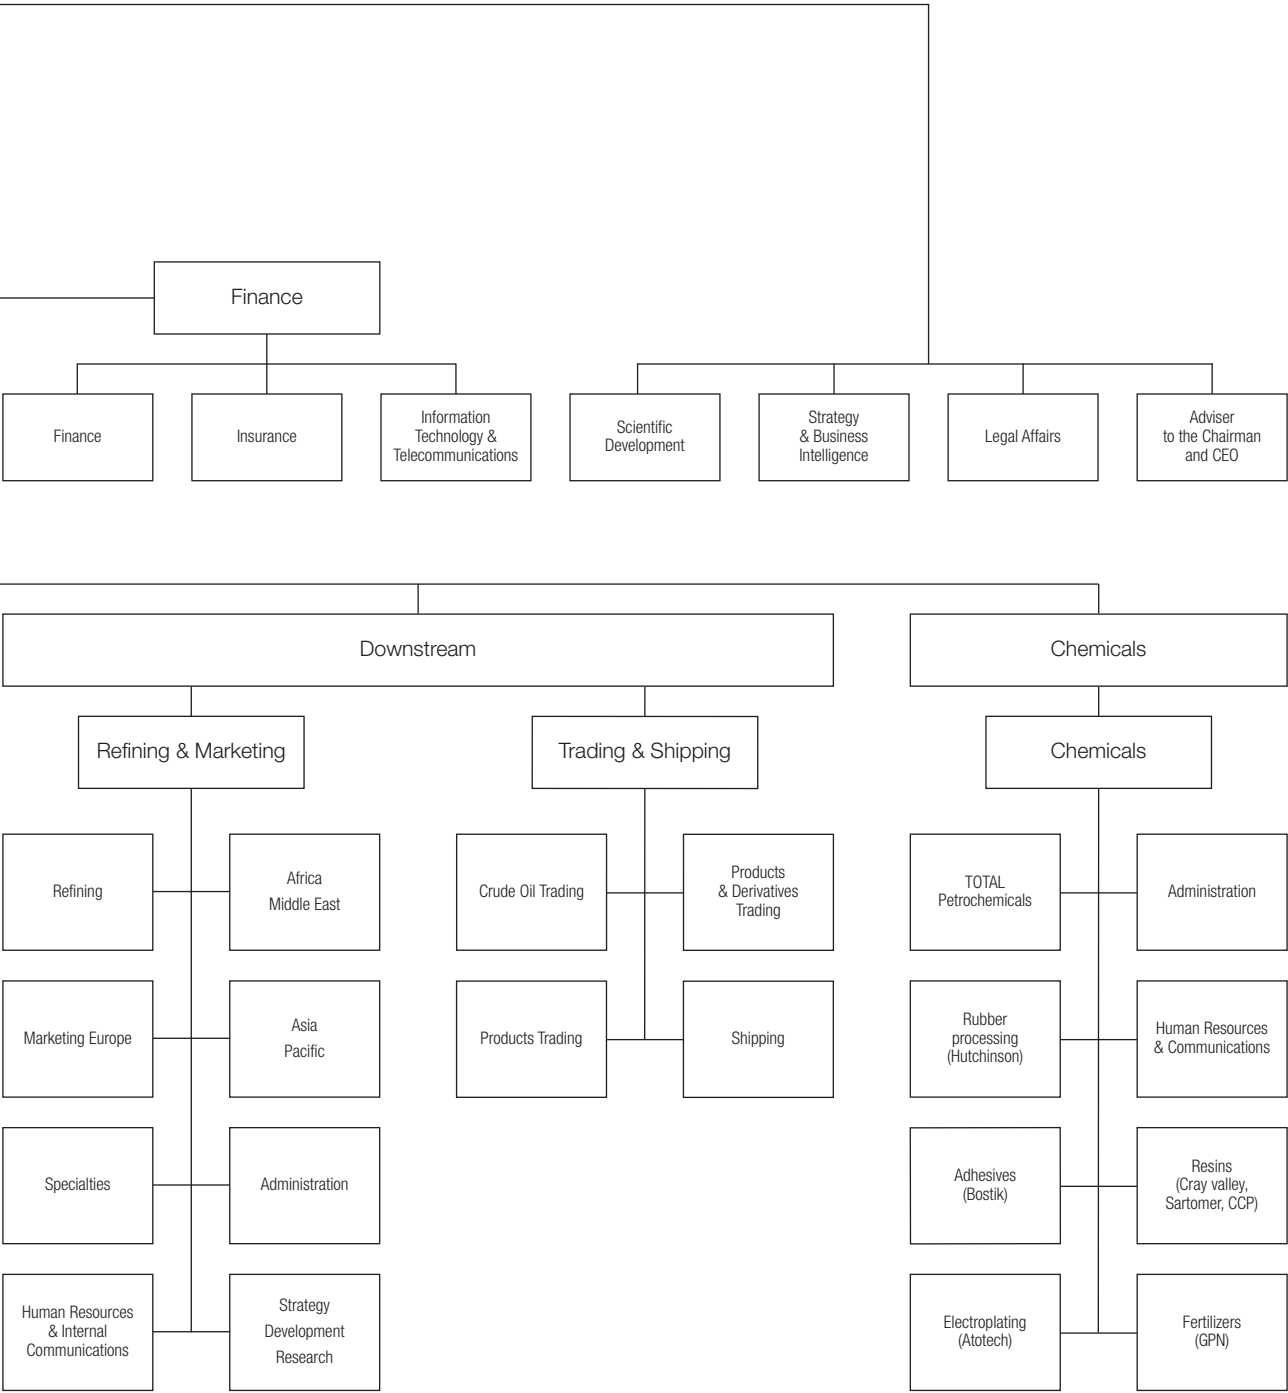 Finance
Finance
Insurance
Information
Technology &
Telecommunications
Scientific
Development
Strategy
& Business
Intelligence
Legal Affairs
Adviser
to the Chairman
and CEO
Downstream
Chemicals
Refining & Marketing
Trading & Shipping
Chemicals
Refining
Africa
Middle East
Crude Oil Trading
Products
& Derivatives
Trading
TOTAL
Petrochemicals
Administration
Marketing Europe
Asia
Pacific
Products Trading
Shipping
Rubber
processing
(Hutchinson)
Human Resources
& Communications
Specialties
Administration
Adhesives
(Bostik)
Resins
(Cray valley,
Sartomer, CCP)
Human Resources
& Internal
Communications
Strategy
Development
Research
Electroplating
(Atotech)
Fertilizers
(GPN)